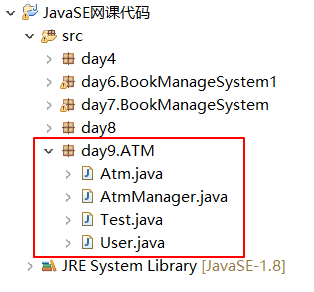 JavaSE网课代码
src
day4
day6.BookManageSystem1
day7.BookManageSystem
day8
day9.ATM
Atm.java
AtmManager.java
Test.java
User.java
JRE System Library [JavaSE-1.8]